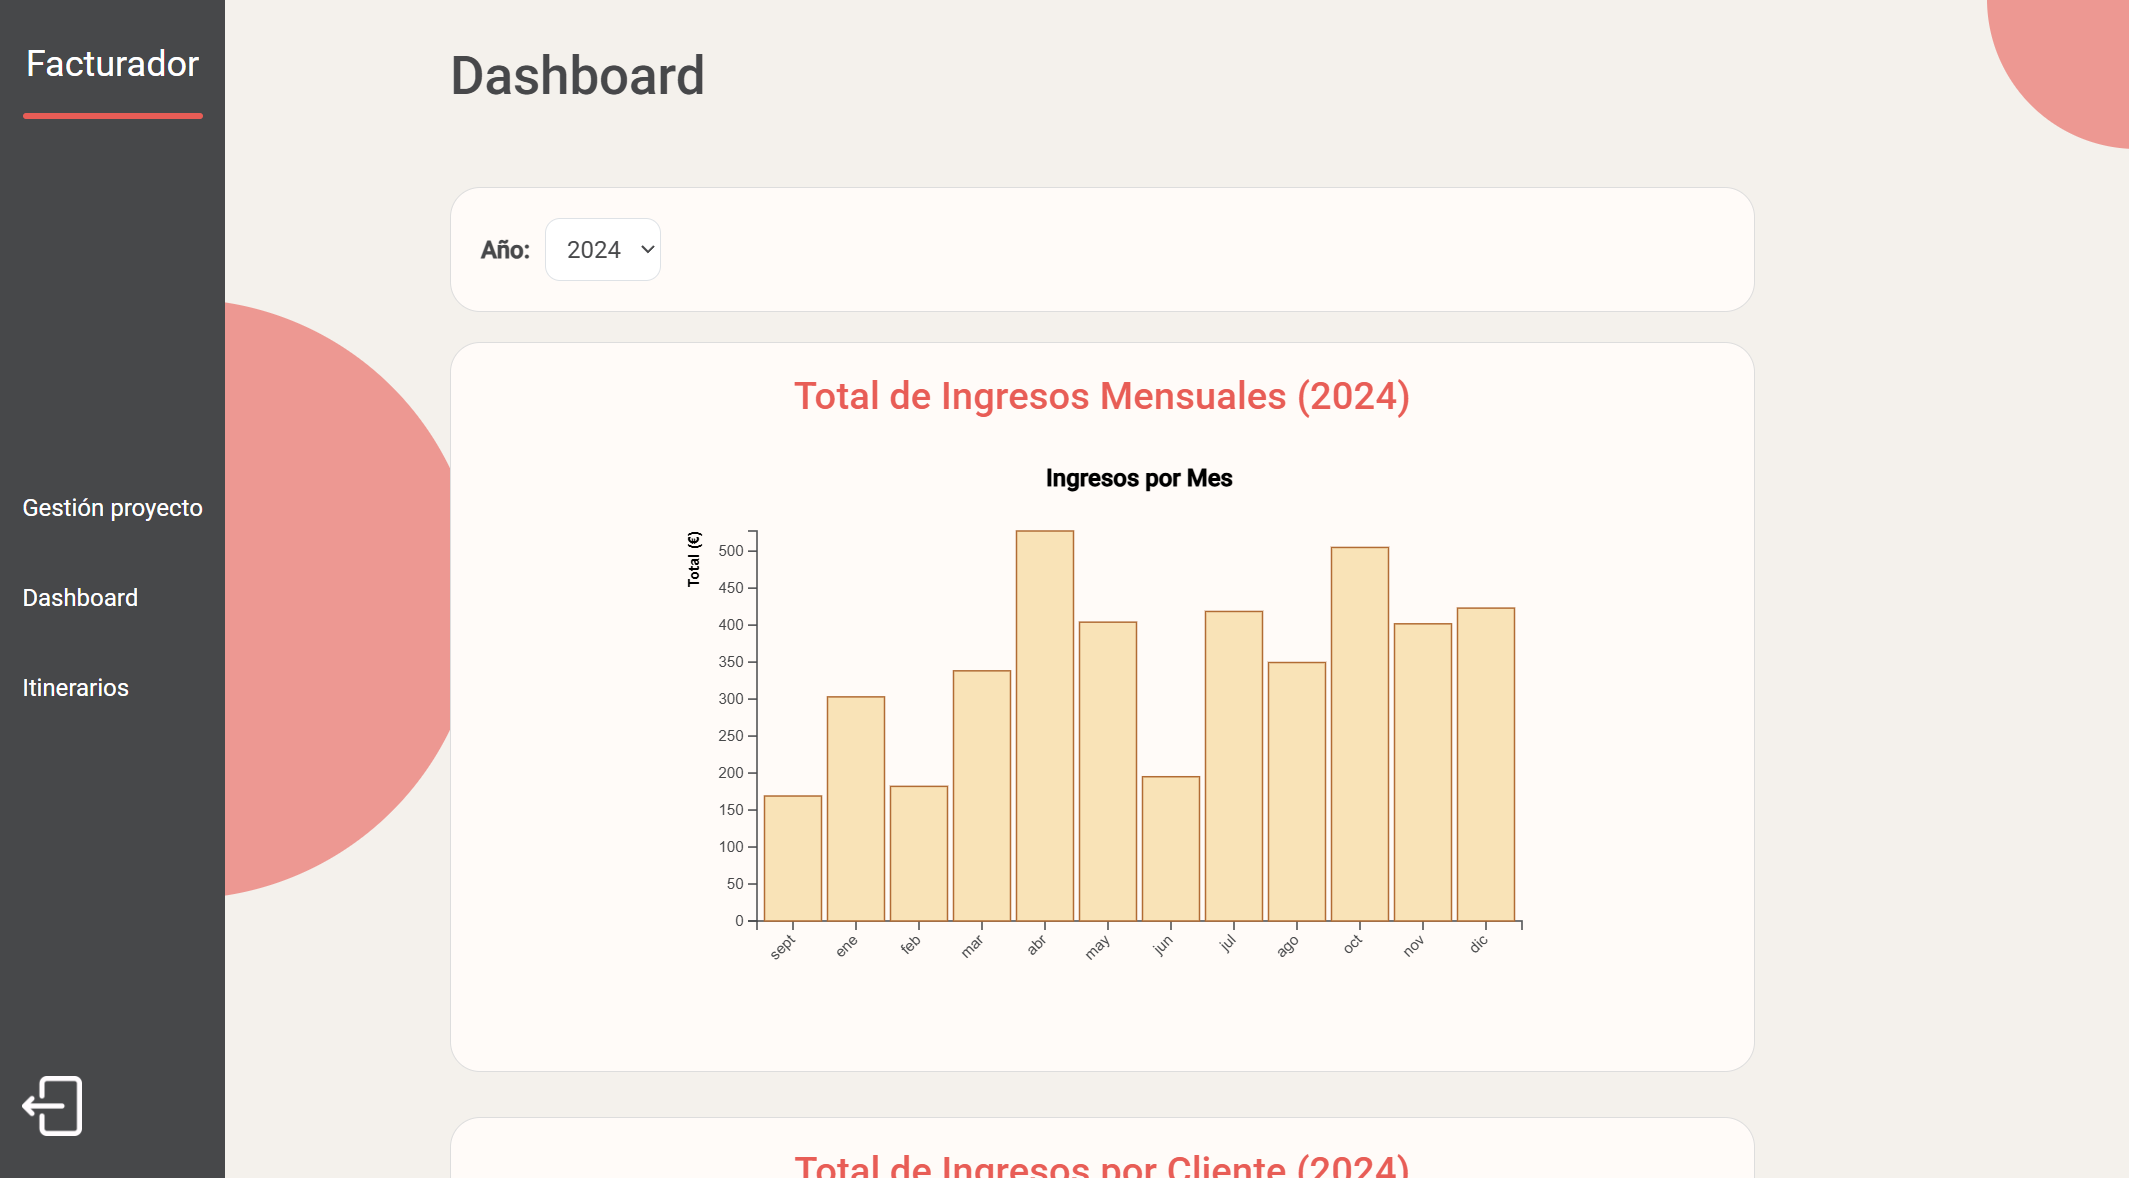 Facturador
Gestión proyecto
Dashboard
Itinerarios
Dashboard
Año: 2024
Total de Ingresos Mensuales (2024)
Ingresos por Mes
Total (€)
500
450
400
350
300
250
200
150
100
50
0
sept ene feb mar abr may jun jul ago oct nov dic
Total de Ingresos por Cliente (2024)